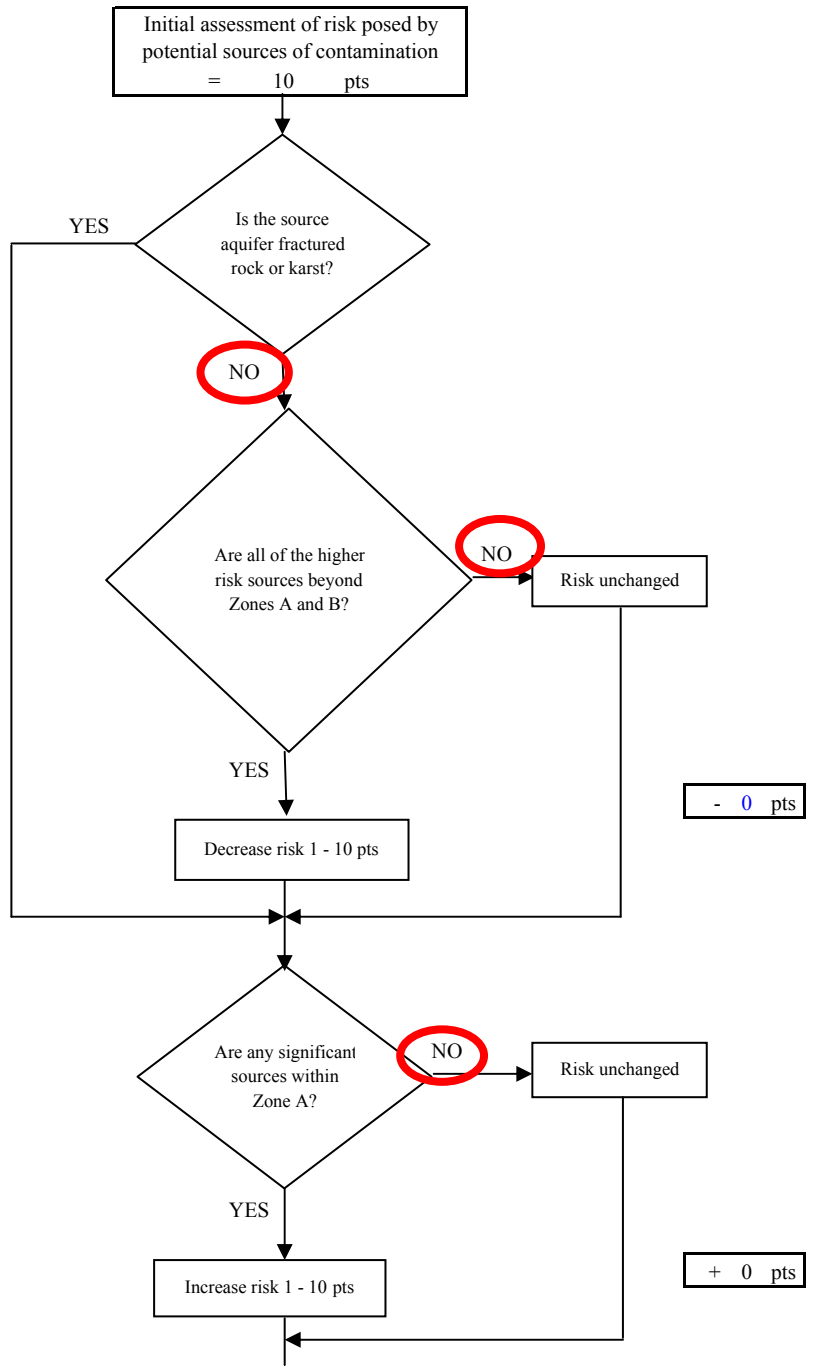 Initial assessment of risk posed by
potential sources of contamination
= 10 pts
YES
Is the source
aquifer fractured
rock or karst?
NO
Are all of the higher
risk sources beyond
Zones A and B?
NO
Risk unchanged
YES
- 0 pts
Decrease risk 1 - 10 pts
Are any significant
sources within
Zone A?
NO
Risk unchanged
YES
+ 0 pts
Increase risk 1 - 10 pts